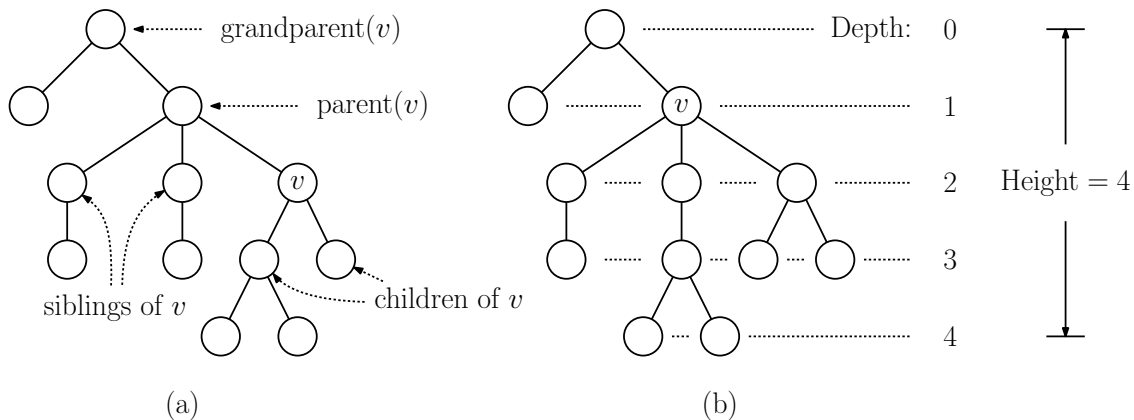 grandparent(v)
parent(v)
v
siblings of v
children of v
(a)
Depth: 0
v
1
2
3
4
Height = 4
(b)